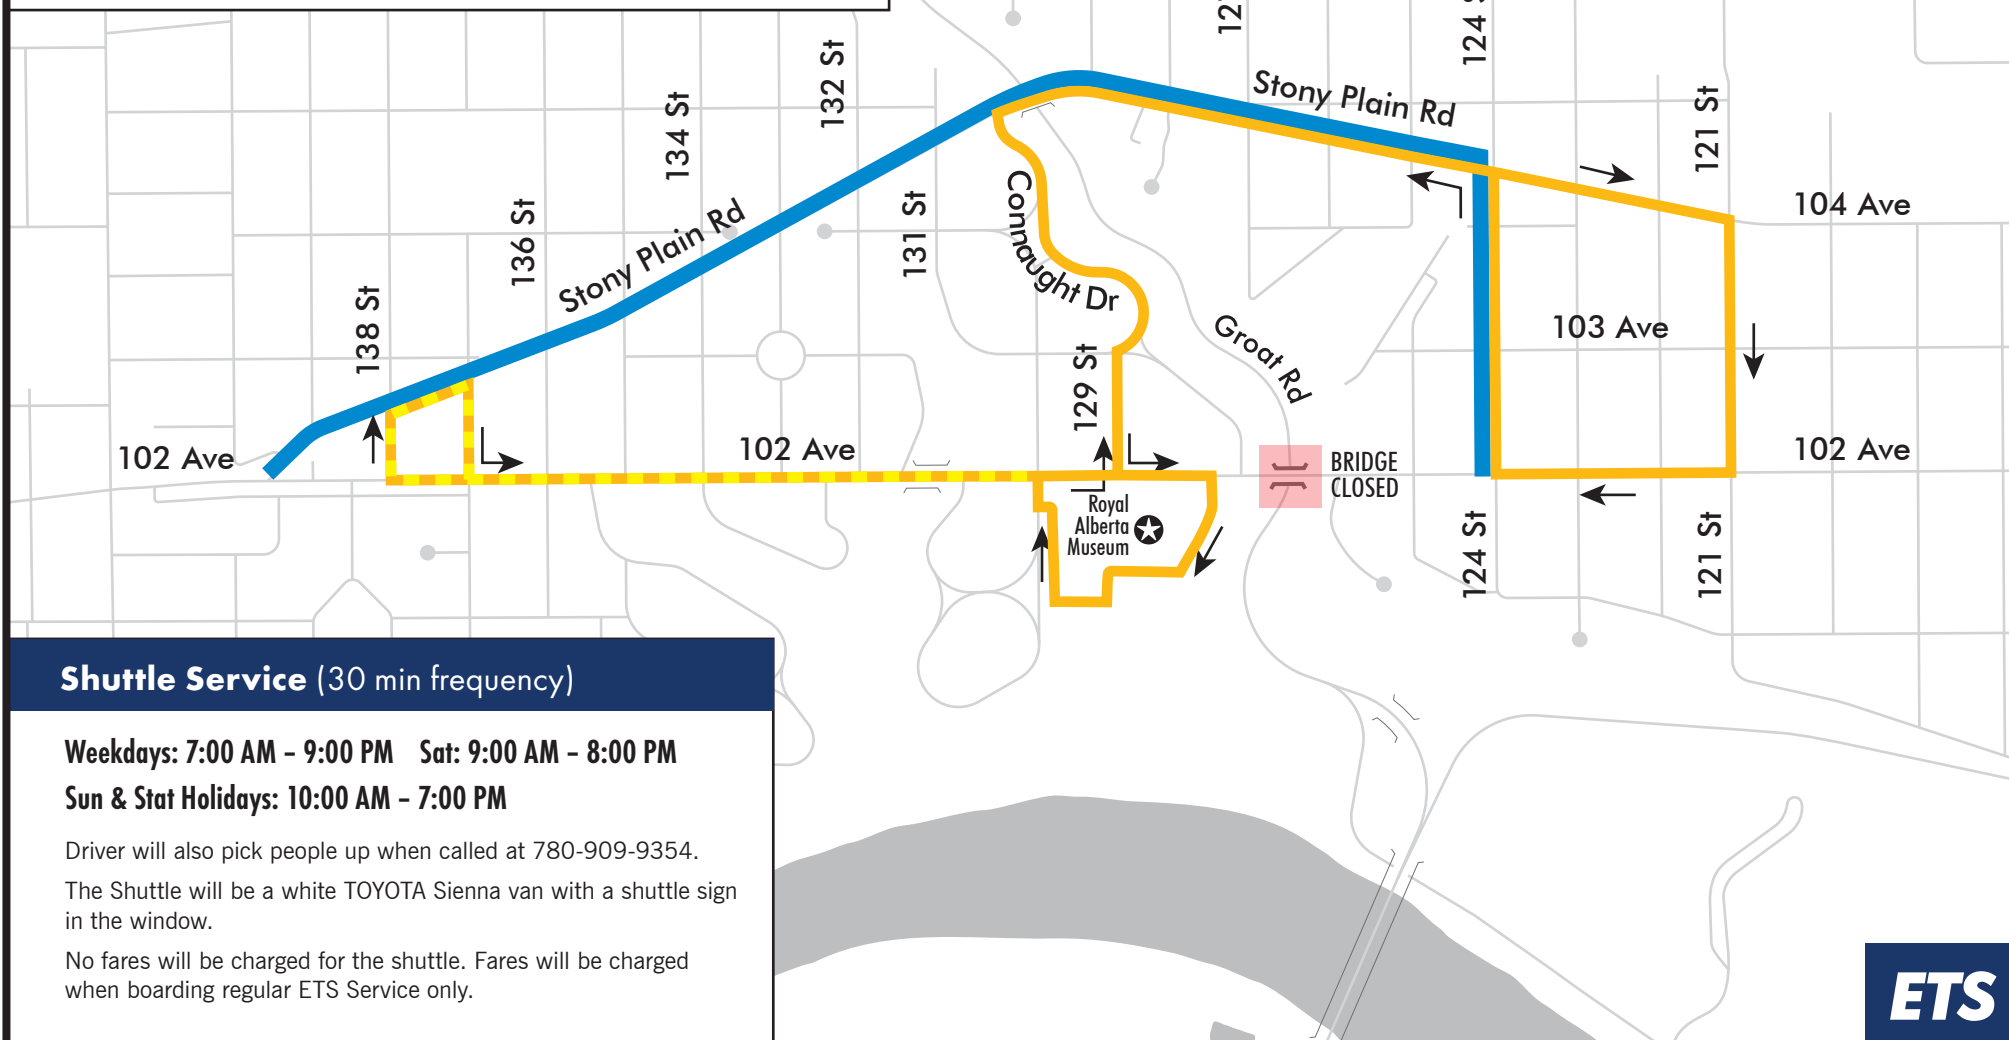 124 S
132 St
134 St
Stony Plain Rd
121 St
136 St
131 St
Connaught Dr
104 Ave
Stony Plain Rd
138 St
Groat Rd
103 Ave
129 St
102 Ave
102 Ave
BRIDGE
CLOSED
102 Ave
Royal
Alberta
Museum
124 St
121 St
Shuttle Service (30 min frequency)
Weekdays: 7:00 AM – 9:00 PM Sat: 9:00 AM – 8:00 PM
Sun & Stat Holidays: 10:00 AM – 7:00 PM
Driver will also pick people up when called at 780-909-9354.
The Shuttle will be a white TOYOTA Sienna van with a shuttle sign
in the window.
No fares will be charged for the shuttle. Fares will be charged
when boarding regular ETS Service only.
ETS